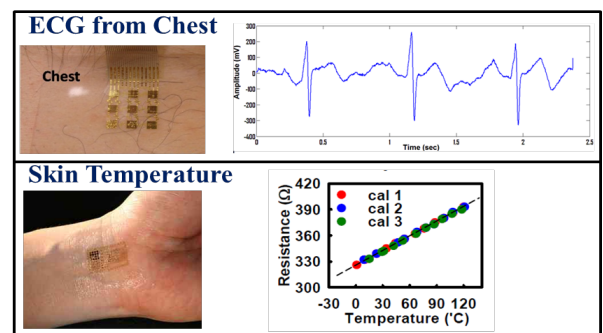 ECG from Chest
Chest
Amplitude (mV)
300
200
100
0
-100
-200
-300
-400
0
0.5
1
1.5
2
2.5
Time (sec)
Skin Temperature
Resistance (Ω)
420
390
360
330
300
cal 1
cal 2
cal 3
-30 0 30 60 90 120
Temperature ('C)